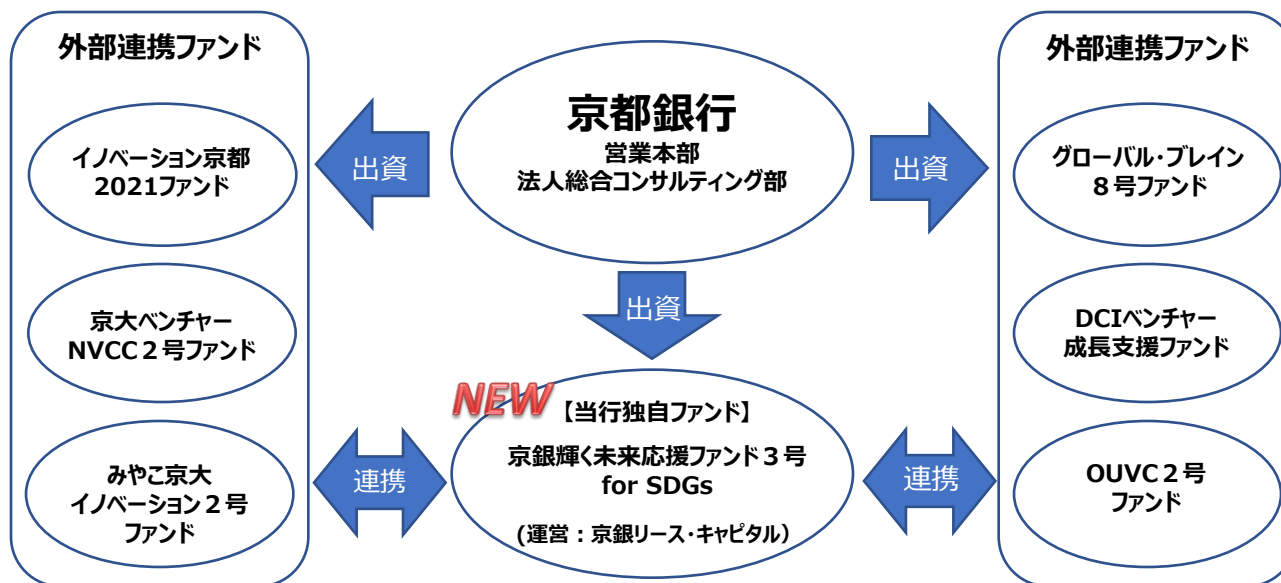 外部連携ファンド
イノベーション京都
2021ファンド
京大ベンチャー
NVCC２号ファンド
みやこ京大
イノベーション２号
ファンド
出資
京都銀行
営業本部
法人総合コンサルティング部
出資
出資
NEW
【当行独自ファンド】
京銀輝く未来応援ファンド３号
for SDGs
(運営：京銀リース・キャピタル）
連携
連携
外部連携ファンド
グローバル・ブレイン
８号ファンド
DCIベンチャー
成長支援ファンド
OUVC２号
ファンド